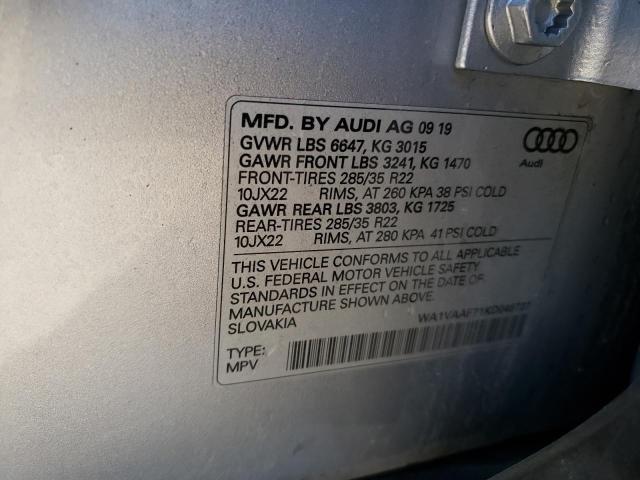 MFD. BY AUDI AG 09 19
GVWR LBS 6647, KG 3015
GAWR FRONT LBS 3241, KG 1470
FRONT-TIRES 285/35 R22
10JX22 RIMS, AT 260 KPA 38 PSI COLD
GAWR REAR LBS 3803, KG 1725
REAR-TIRES 285/35 R22
10JX22 RIMS, AT 280 KPA 41 PSI COLD
Audi
THIS VEHICLE CONFORMS TO ALL APPLICABLE
U.S. FEDERAL MOTOR VEHICLE SAFETY
STANDARDS IN EFFECT ON THE DATE OF
MANUFACTURE SHOWN ABOVE.
SLOVAKIA
TYPE:
MPV